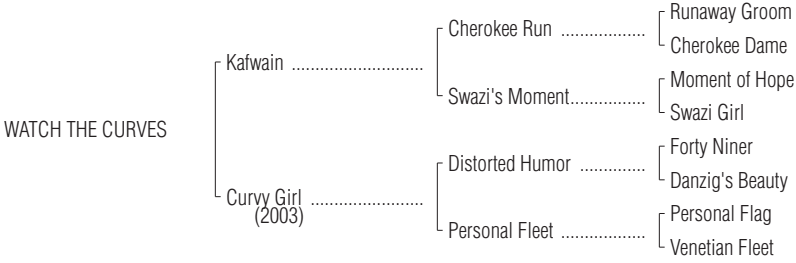 Runaway Groom
Cherokee Run ..................
Cherokee Dame
Kafwain ............................
Moment of Hope
Swazi's Moment................
Swazi Girl
WATCH THE CURVES
Forty Niner
Distorted Humor ..............
Danzig's Beauty
Curvy Girl ........................
(2003)
Personal Flag
Personal Fleet ..................
Venetian Fleet